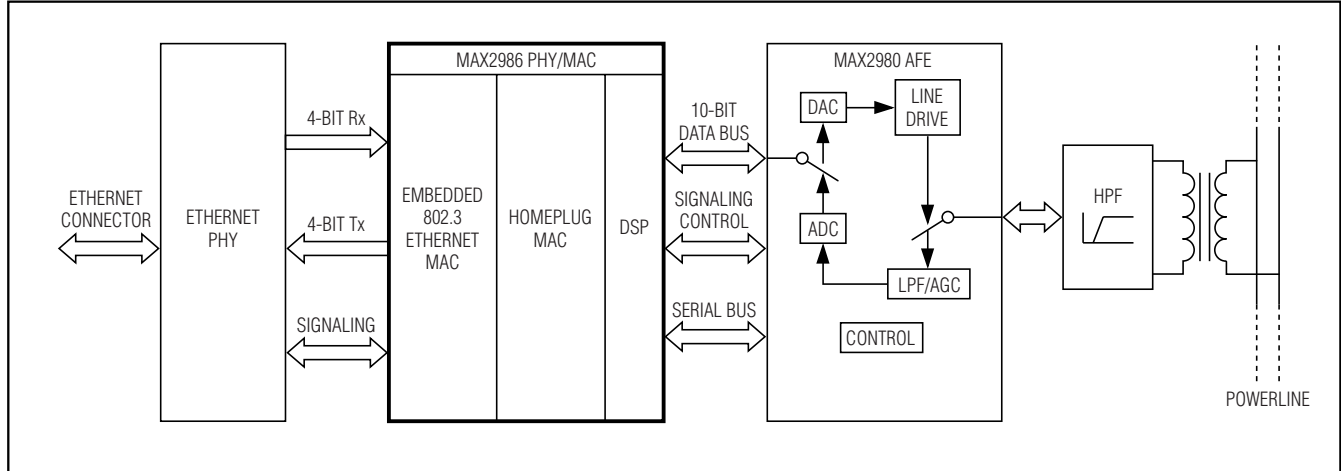 ETHERNET
CONNECTOR
ETHERNET
PHY
4-BIT Rx
4-BIT Tx
SIGNALING
MAX2986 PHY/MAC
EMBEDDED
802.3
ETHERNET
MAC
HOMEPLUG
MAC
DSP
10-BIT
DATA BUS
SIGNALING
CONTROL
SERIAL BUS
MAX2980 AFE
DAC
LINE
DRIVE
ADC
LPF/AGC
CONTROL
HPF
POWERLINE